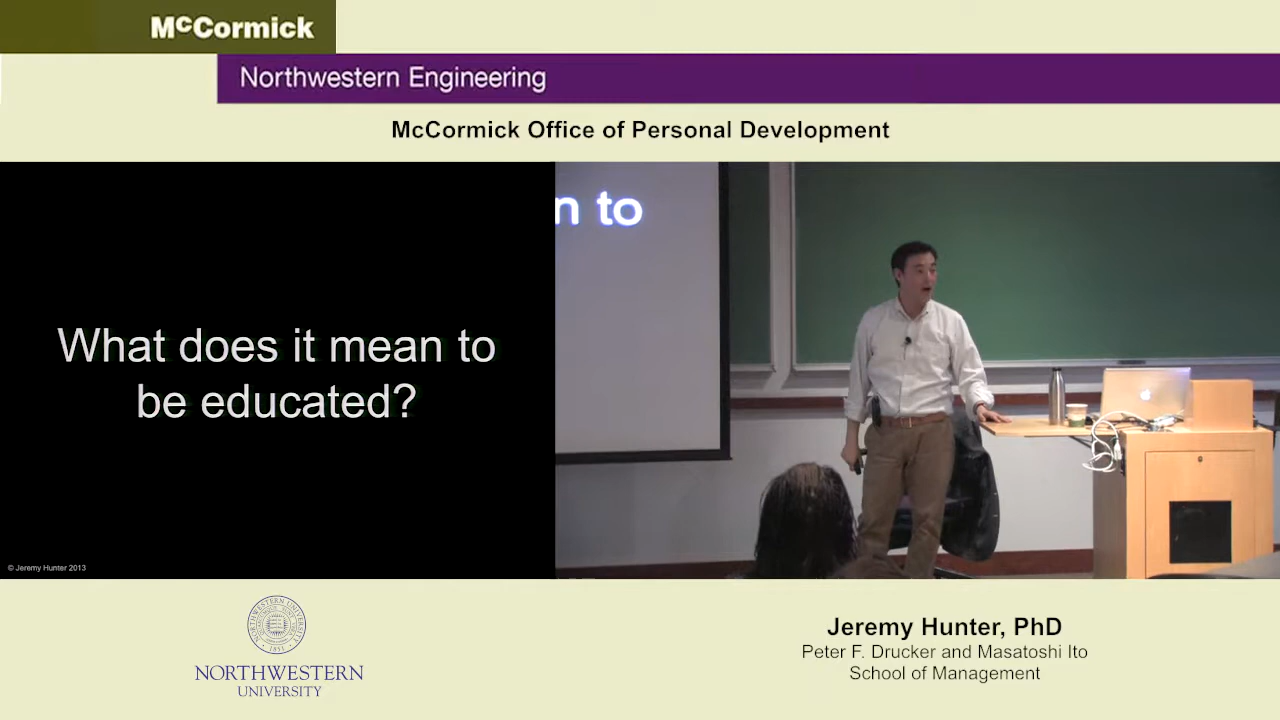 McCormick
Northwestern Engineering
McCormick Office of Personal Development
n to
What does it mean to
be educated?
© Jeremy Hunter 2013
NORTHWESTERN
UNIVERSITY
Jeremy Hunter, PhD
Peter F. Drucker and Masatoshi Ito
School of Management